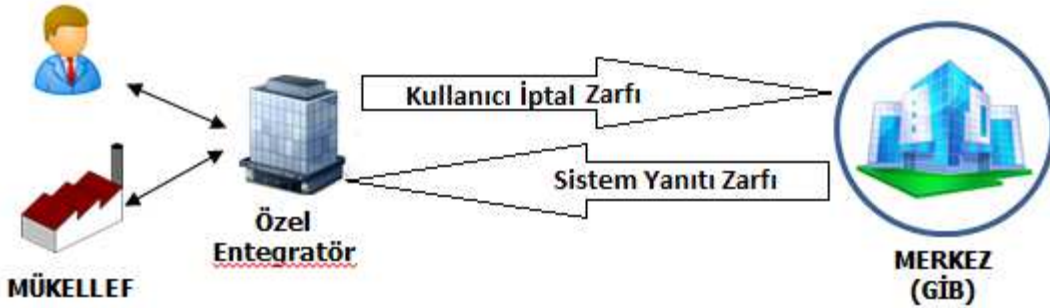 Kullanıcı İptal Zarfı
Sistem Yanıtı Zarfı
Özel
Entegratör
MÜKELLEF
MERKEZ
(GİB)